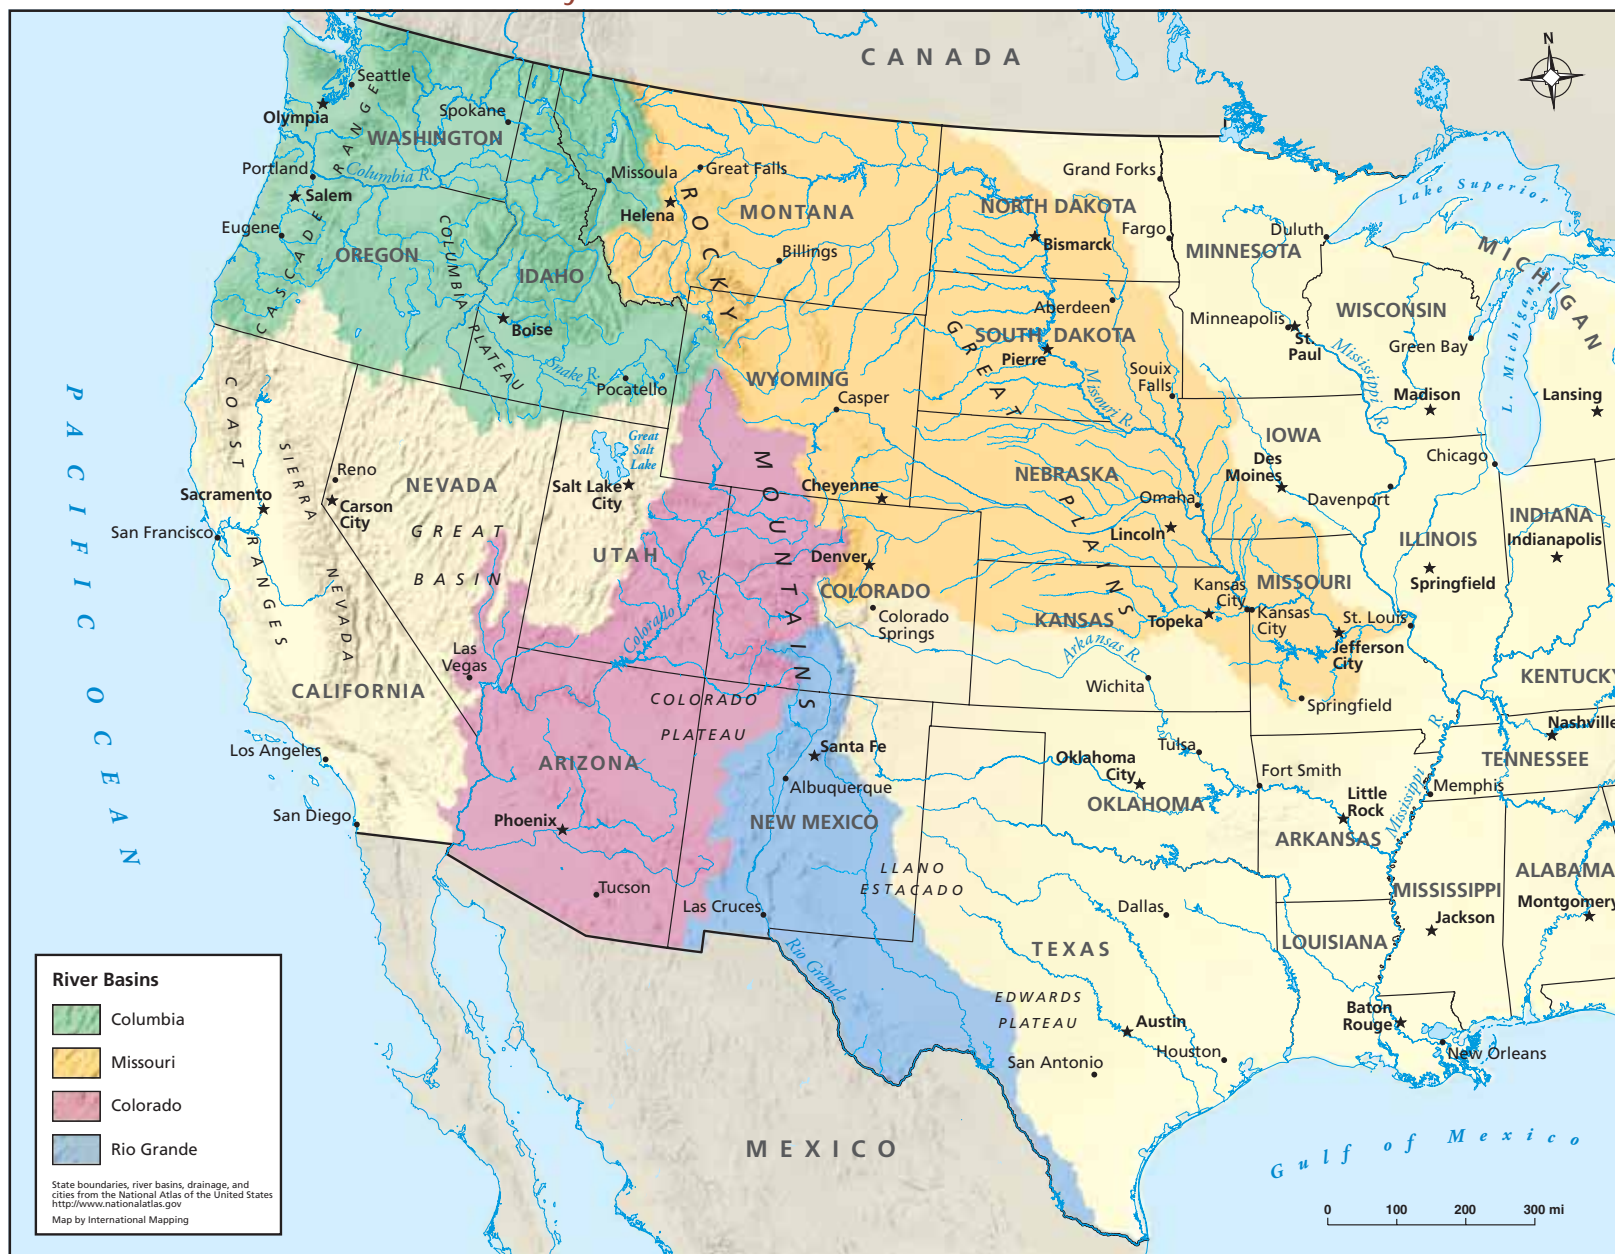 CANADA
N
Seattle
Olympia
Spokane
WASHINGTON
CASCADE RANGE
Portland
Columbia R.
Salem
Missoula
Great Falls
Helena
ROCKY MOUNTAINS
MONTANA
Billings
NORTH DAKOTA
Bismarck
Grand Forks
Fargo
Duluth
MINNESOTA
Lake Superior
MICHIGAN
Eugene
OREGON
COLUMBIA PLATEAU
IDAHO
Boise
Snake R.
Pocatello
Aberdeen
SOUTH DAKOTA
Pierre
GREAT PLAINS
Missouri R.
Souix
Falls
Minneapolis
St.
Paul
Mississippi R.
WISCONSIN
Green Bay
L. Michigan
Madison
Lansing
WYOMING
Casper
Cheyenne
PACIFIC OCEAN
COAST RANGES
SIERRA NEVADA
Reno
Carson
City
NEVADA
GREAT
BASIN
Great
Salt
Lake
Salt Lake
City
UTAH
Sacramento
San Francisco
NEBRASKA
Omaha
Lincoln
IOWA
Des
Moines
Davenport
Chicago
ILLINOIS
Springfield
INDIANA
Indianapolis
Denver
COLORADO
Colorado
Springs
Colorado R.
KANSAS
Topeka
Kansas
City
Kansas
City
MISSOURI
St. Louis
Jefferson
City
Arkansas R.
Wichita
Springfield
KENTUCKY
Las
Vegas
CALIFORNIA
COLORADO
PLATEAU
Los Angeles
San Diego
ARIZONA
Phoenix
Tucson
Santa Fe
Albuquerque
NEW MEXICO
Las Cruces
LLANO
ESTACADO
Oklahoma
City
Tulsa
OKLAHOMA
Fort Smith
Little
Rock
ARKANSAS
Mississippi R.
Memphis
Nashville
TENNESSEE
MISSISSIPPI
Jackson
ALABAMA
Montgomery
Dallas
TEXAS
LOUISIANA
Rio Grande
EDWARDS
PLATEAU
Austin
San Antonio
Houston
Baton
Rouge
New Orleans
MEXICO
Gulf of Mexico
River Basins
Columbia
Missouri
Colorado
Rio Grande
State boundaries, river basins, drainage, and
cities from the National Atlas of the United States
http://www.nationalatlas.gov
Map by International Mapping
0 100 200 300 mi